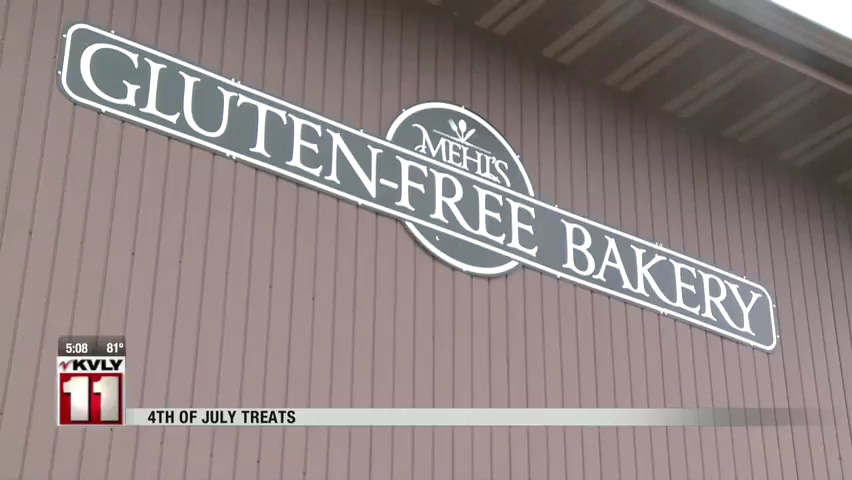 MEHL'S
GLUTEN-FREE BAKERY
5:08 81°
KVLY
11
4TH OF JULY TREATS